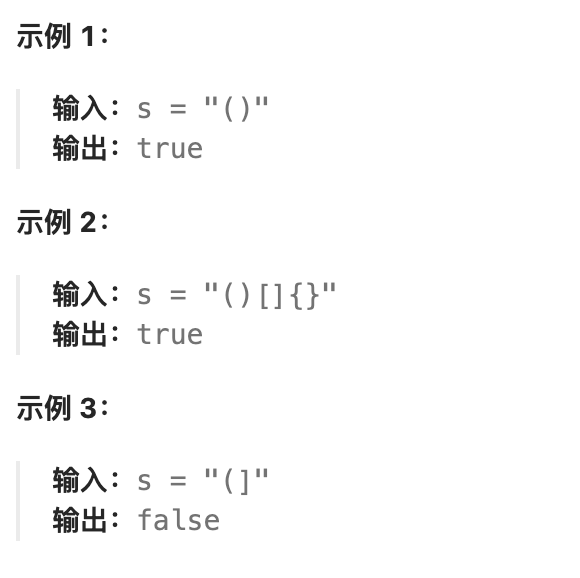 示例 1：
输入：s = "()"
输出：true
示例 2：
输入：s = "()[]{}"
输出：true
示例 3：
输入：s = "(]"
输出：false